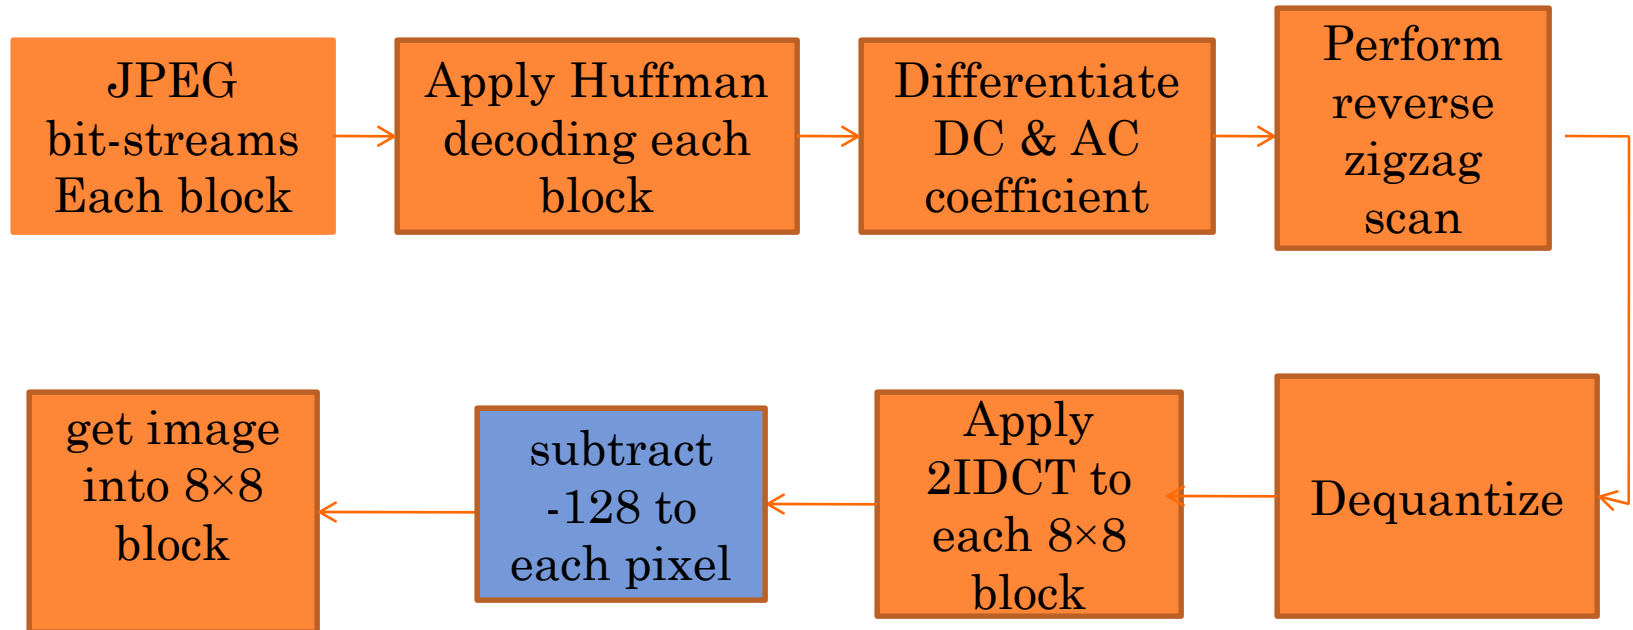 JPEG
bit-streams
Each block
Apply Huffman
decoding each
block
Differentiate
DC & AC
coefficient
Perform
reverse
zigzag
scan
Dequantize
Apply
2IDCT to
each 8×8
block
subtract
-128 to
each pixel
get image
into 8×8
block